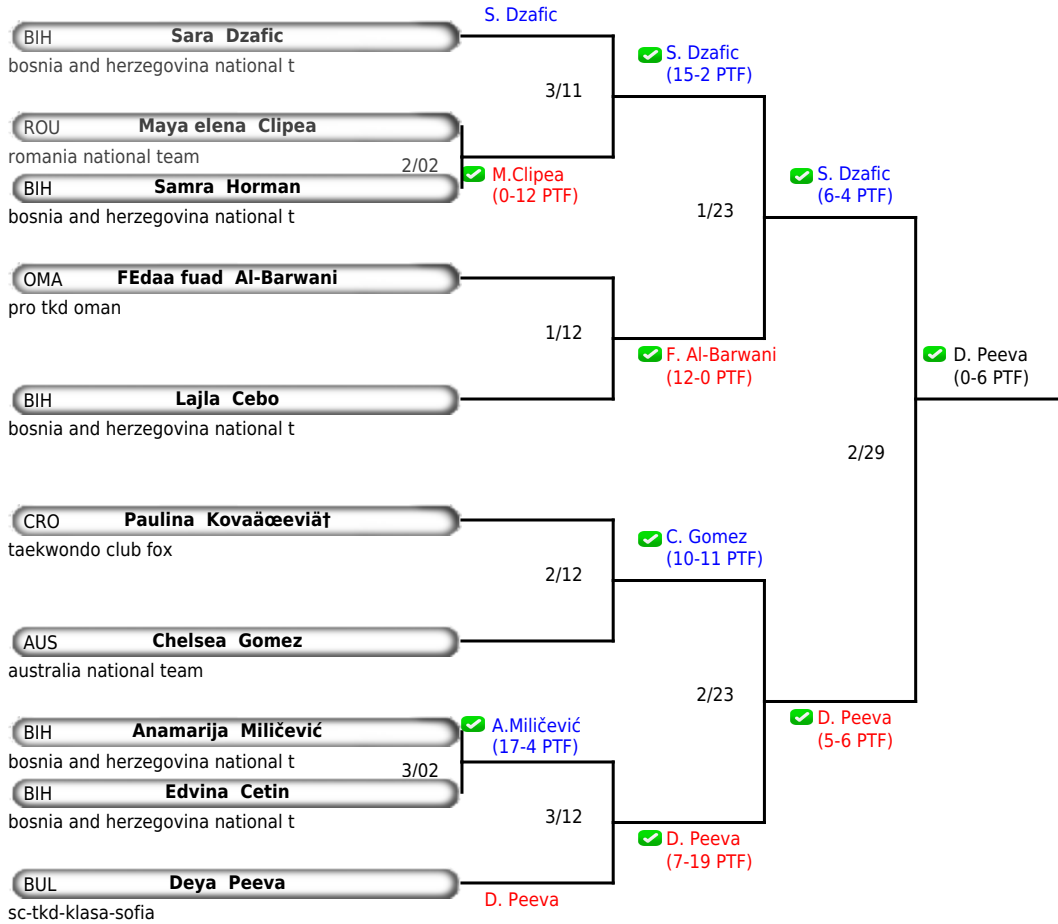 S. Dzafic
BIH Sara Dzafic
bosnia and herzegovina national t
S. Dzafic
(15-2 PTF)
3/11
ROU Maya elena Clipea
romania national team
2/02
M.Clipea
(0-12 PTF)
BIH Samra Horman
bosnia and herzegovina national t
S. Dzafic
(6-4 PTF)
1/23
OMA FEdaa fuad Al-Barwani
pro tkd oman
1/12
F. Al-Barwani
(12-0 PTF)
D. Peeva
(0-6 PTF)
BIH Lajla Cebo
bosnia and herzegovina national t
2/29
CRO Paulina Kovaäœeviä†
taekwondo club fox
C. Gomez
(10-11 PTF)
2/12
AUS Chelsea Gomez
australia national team
2/23
BIH Anamarija Miličević
bosnia and herzegovina national t
A.Miličević
(17-4 PTF)
D. Peeva
(5-6 PTF)
3/02
BIH Edvina Cetin
bosnia and herzegovina national t
3/12
D. Peeva
(7-19 PTF)
BUL Deya Peeva
sc-tkd-klasa-sofia
D. Peeva